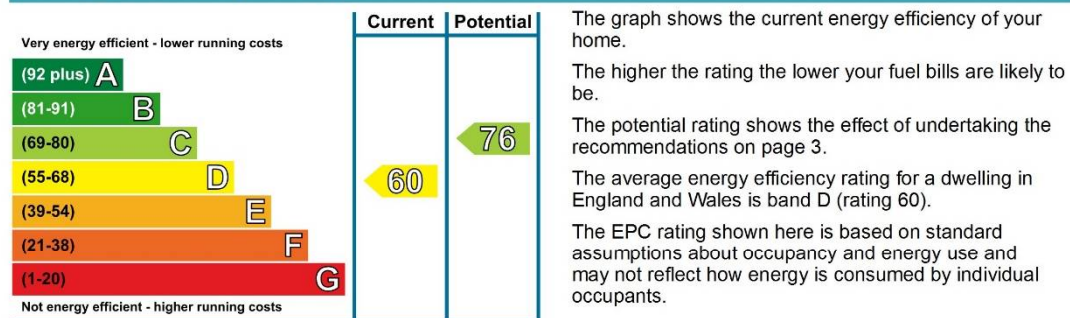 Current Potential
Very energy efficient - lower running costs
(92 plus) A
(81-91) B
(69-80) C
76
(55-68) D
60
(39-54) E
(21-38) F
(1-20) G
Not energy efficient - higher running costs
The graph shows the current energy efficiency of your
home.
The higher the rating the lower your fuel bills are likely to
be.
The potential rating shows the effect of undertaking the
recommendations on page 3.
The average energy efficiency rating for a dwelling in
England and Wales is band D (rating 60).
The EPC rating shown here is based on standard
assumptions about occupancy and energy use and
may not reflect how energy is consumed by individual
occupants.